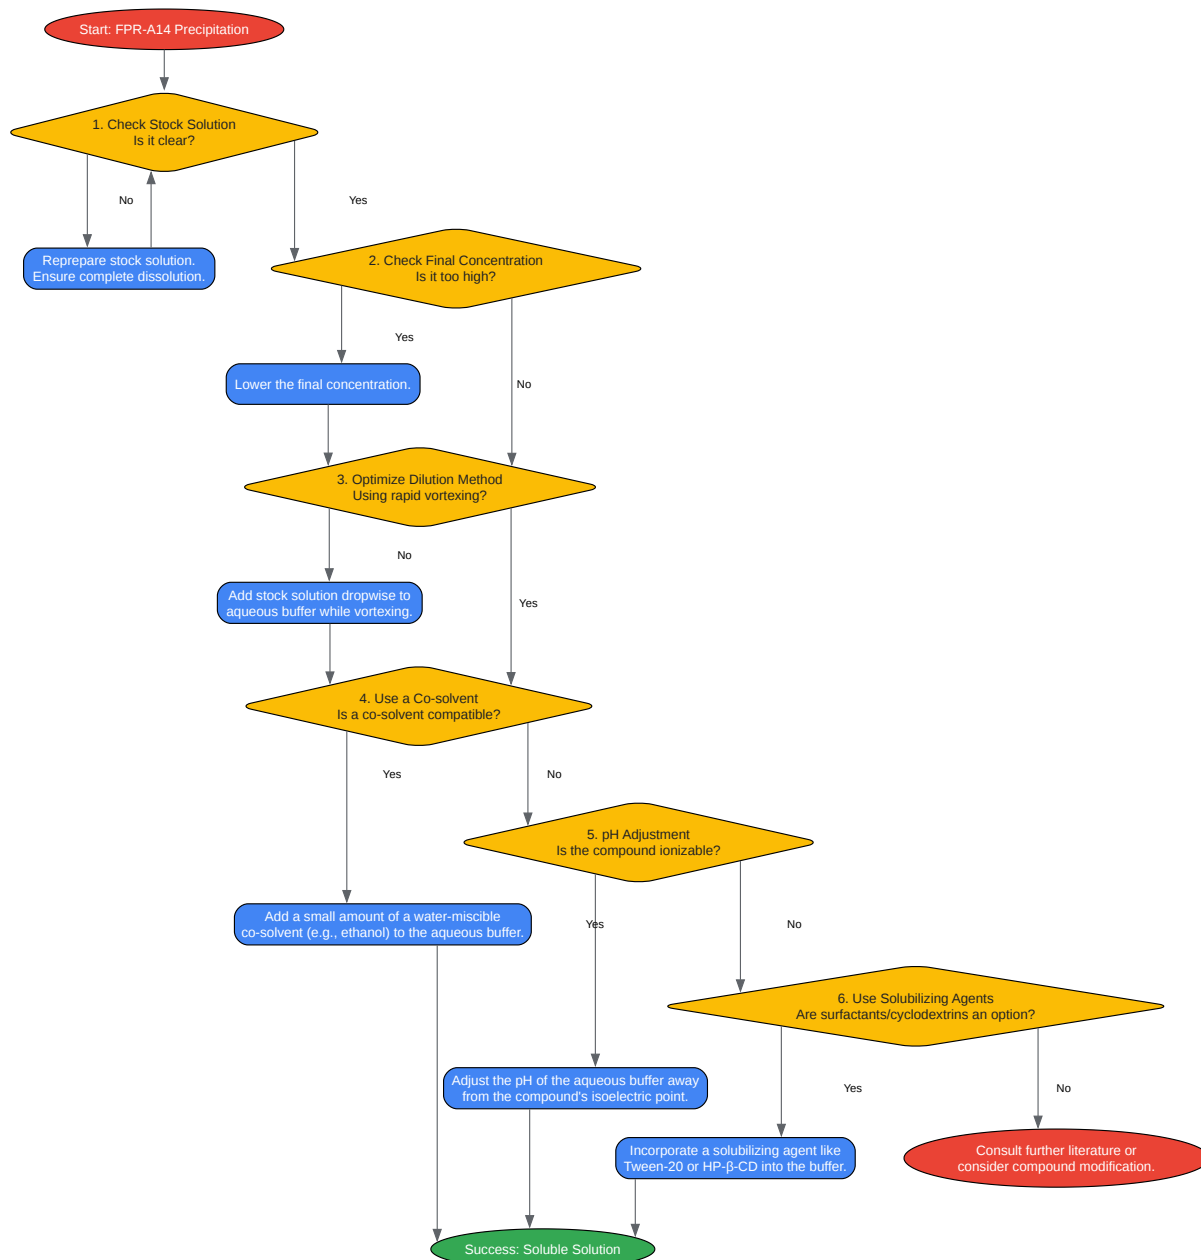 Start: FPR-A14 Precipitation
1. Check Stock Solution
Is it clear?
No
Yes
Reprepare stock solution.
Ensure complete dissolution.
2. Check Final Concentration
Is it too high?
Yes
Lower the final concentration.
No
3. Optimize Dilution Method
Using rapid vortexing?
No
Add stock solution dropwise to
aqueous buffer while vortexing.
Yes
4. Use a Co-solvent
Is a co-solvent compatible?
Yes
No
5. pH Adjustment
Is the compound ionizable?
Add a small amount of a water-miscible
co-solvent (e.g., ethanol) to the aqueous buffer.
Yes
No
6. Use Solubilizing Agents
Are surfactants/cyclodextrins an option?
Adjust the pH of the aqueous buffer away
from the compound's isoelectric point.
Yes
No
Incorporate a solubilizing agent like
Tween-20 or HP-β-CD into the buffer.
Consult further literature or
consider compound modification.
Success: Soluble Solution